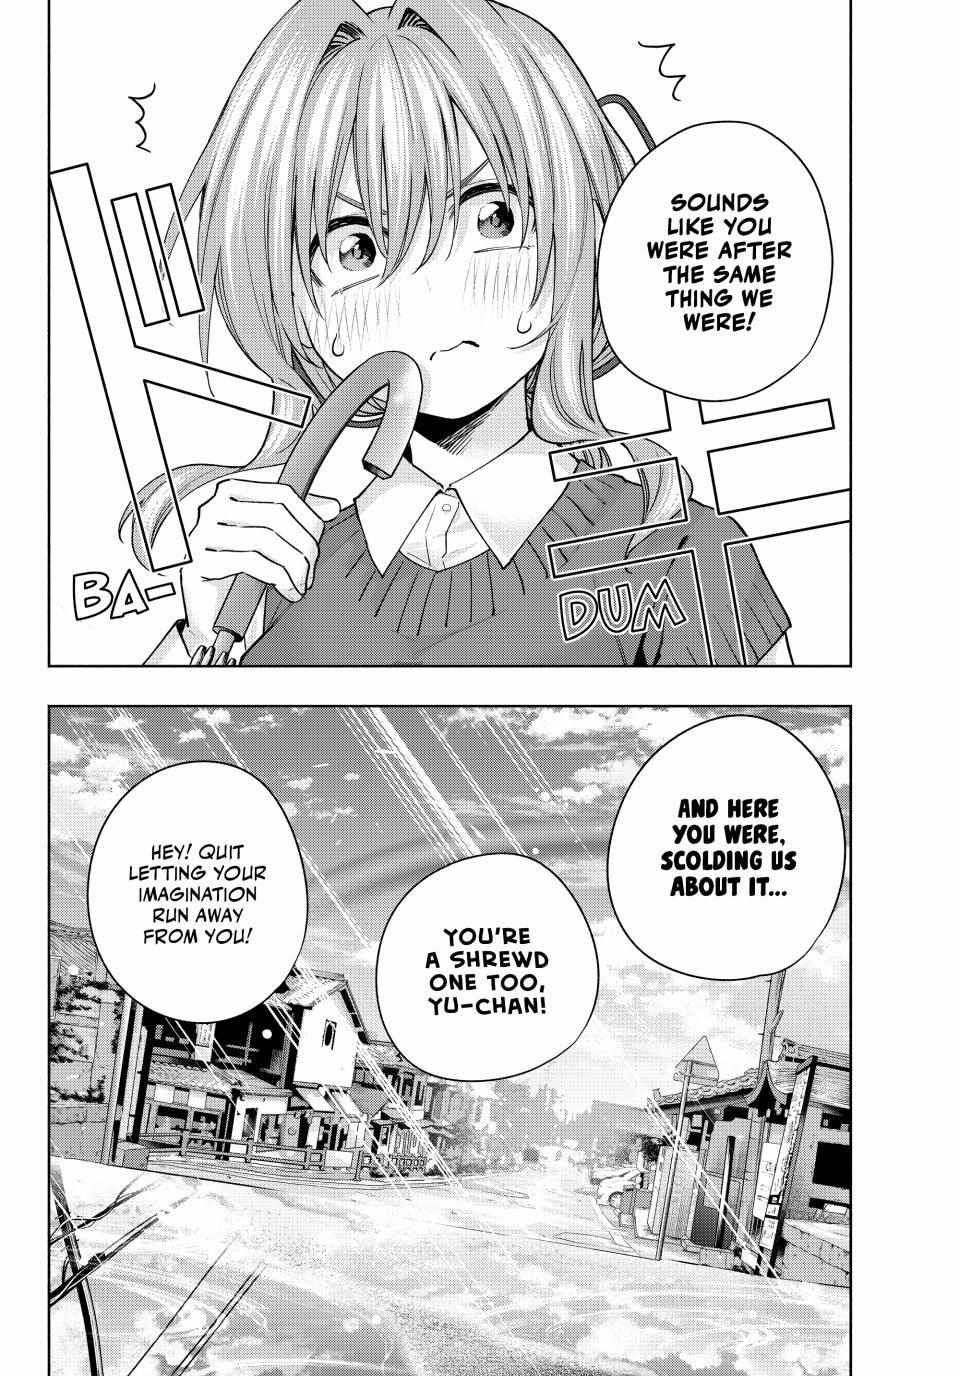 SOUNDS
LIKE YOU
WERE AFTER
THE SAME
THING WE
WERE!
BA-
DUM
AND HERE
YOU WERE,
SCOLDING US
ABOUT IT...
YOU'RE
A SHREWD
ONE TOO,
YU-CHAN!
HEY! QUIT
LETTING YOUR
IMAGINATION
RUN AWAY
FROM YOU!